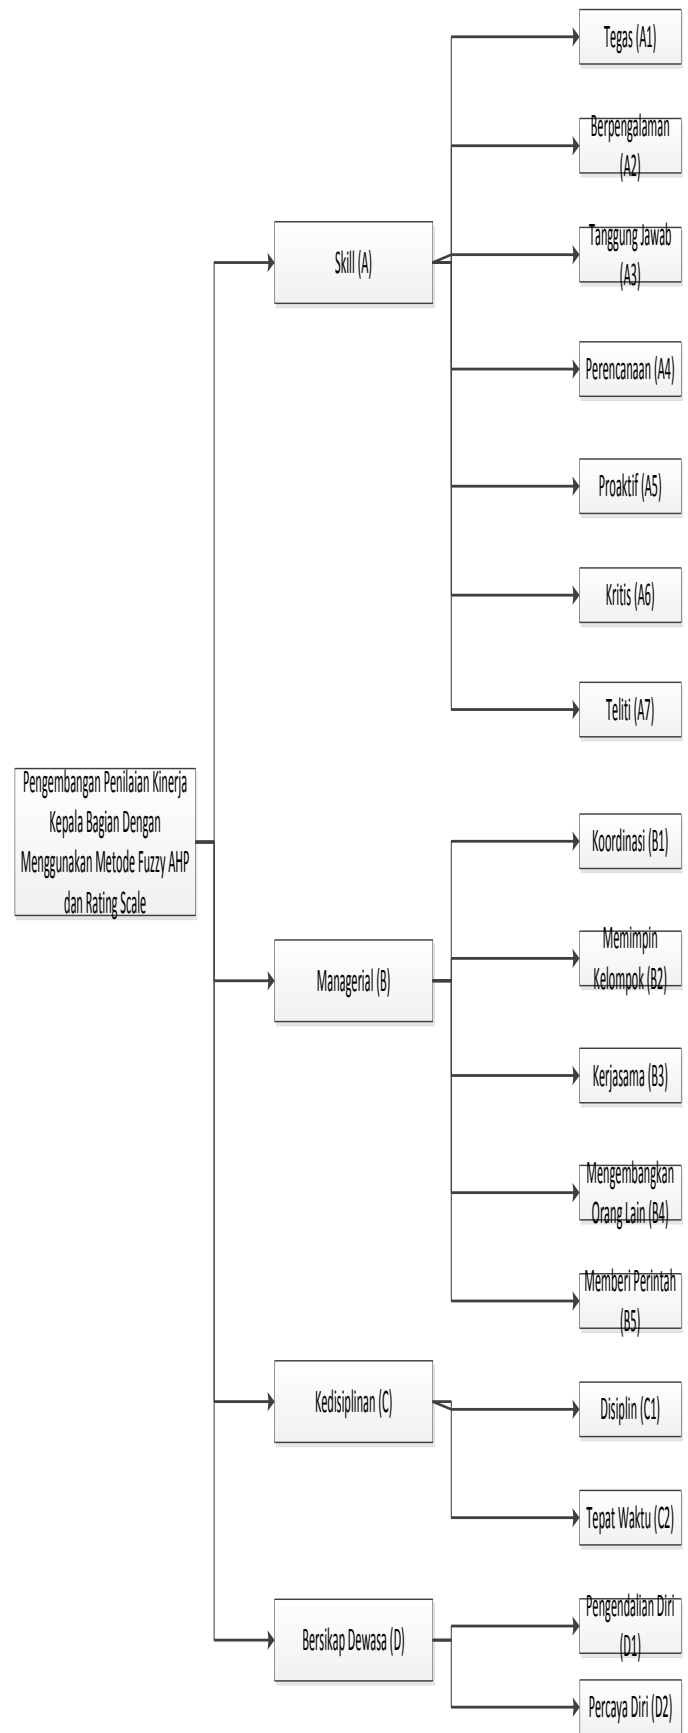 Pengembangan Penilaian Kinerja
Kepala Bagian Dengan
Menggunakan Metode Fuzzy AHP
dan Rating Scale
Skill (A)
Tegas (A1)
Berpengalaman
(A2)
Tanggung Jawab
(A3)
Perencanaan (A4)
Proaktif (A5)
Kritis (A6)
Teliti (A7)
Managerial (B)
Koordinasi (B1)
Memimpin
Kelompok (B2)
Kerjasama (B3)
Mengembangkan
Orang Lain (B4)
Memberi Perintah
(B5)
Kedisiplinan (C)
Disiplin (C1)
Tepat Waktu (C2)
Bersikap Dewasa (D)
Pengendalian Diri
(D1)
Percaya Diri (D2)